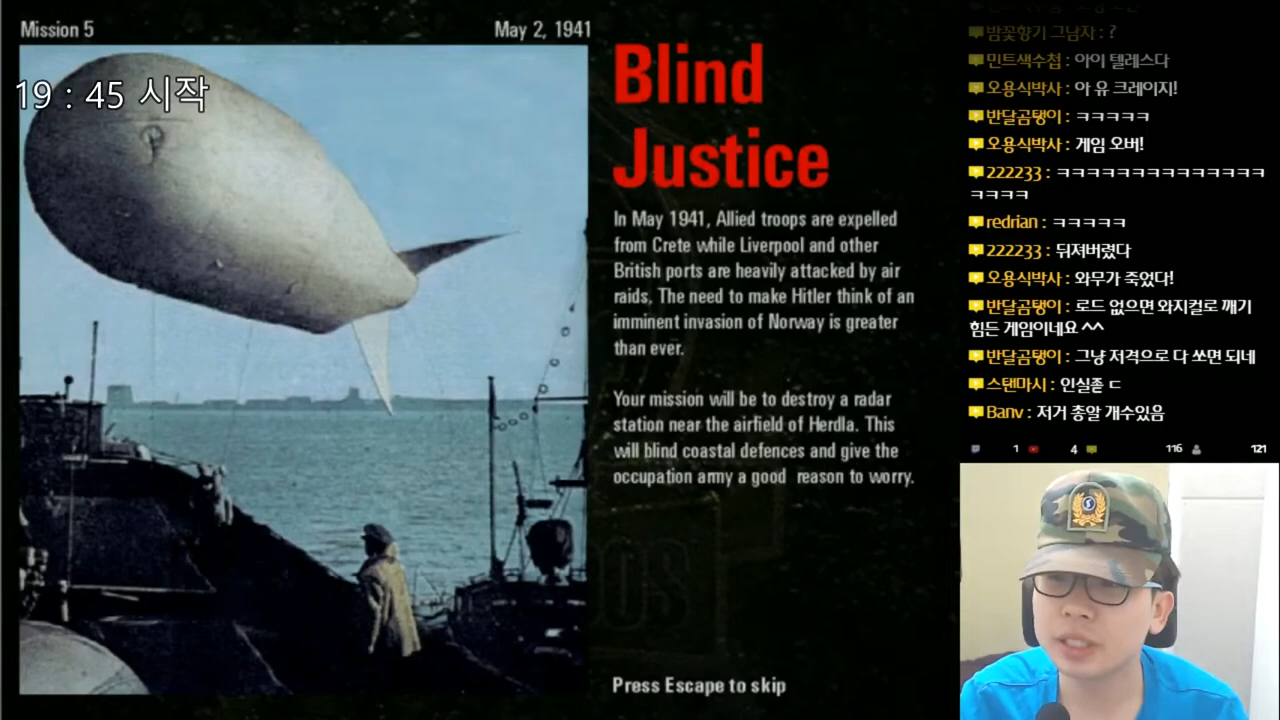 Mission 5
May 2, 1941
19 : 45 시작
Blind
Justice
In May 1941, Allied troops are expelled
from Crete while Liverpool and other
British ports are heavily attacked by air
raids. The need to make Hitler think of an
imminent invasion of Norway is greater
than ever.
Your mission will be to destroy a radar
station near the airfield of Herdla. This
will blind coastal defences and give the
occupation army a good  reason to worry.
Press Escape to skip
밤꽃향기 그남자 : ?
민트색수첩 : 아이 텔레스다
오용식박사 : 아 유 크레이지!
반달곰탱이 : ㅋㅋㅋㅋㅋ
오용식박사 : 게임 오버!
222233 : ㅋㅋㅋㅋㅋㅋㅋㅋㅋㅋㅋㅋㅋㅋ
ㅋㅋㅋㅋ
redrian : ㅋㅋㅋㅋㅋ
222233 : 뒤져버렸다
오용식박사 : 와무가 죽었다!
반달곰탱이 : 로드 없으면 와지컬로 깨기
힘든 게임이네요 ^^
반달곰탱이 : 그냥 저격으로 다 쏘면 되네
스탠마시 : 인실좆 ㄷ
Banv : 저거 총알 개수있음
1 4 116 121